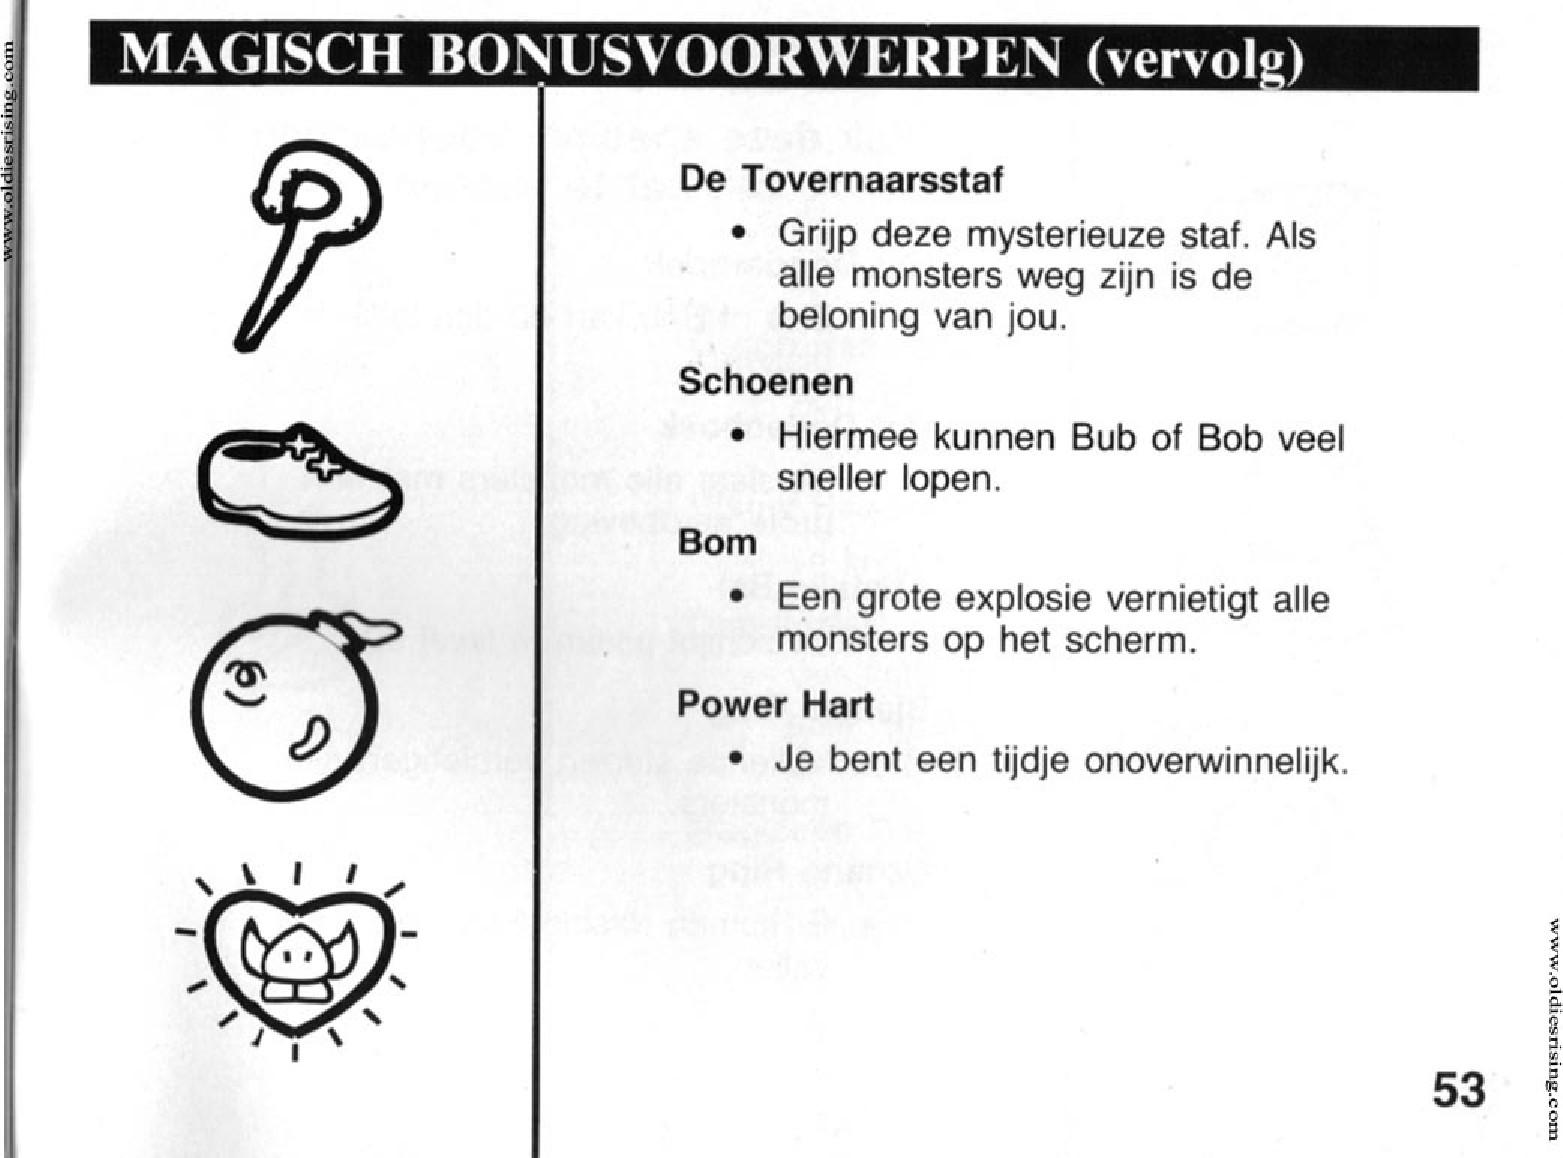 MAGISCH BONUSVOORWERPEN (vervolg)
De Tovernaarsstaf
• Grijp deze mysterieuze staf. Als
alle monsters weg zijn is de
beloning van jou.
Schoenen
• Hiermee kunnen Bub of Bob veel
sneller lopen.
Bom
• Een grote explosie vernietigt alle
monsters op het scherm.
Power Hart
• Je bent een tijdje onoverwinnelijk.
53
www.oldiesrising.com
www.oldiesrising.com